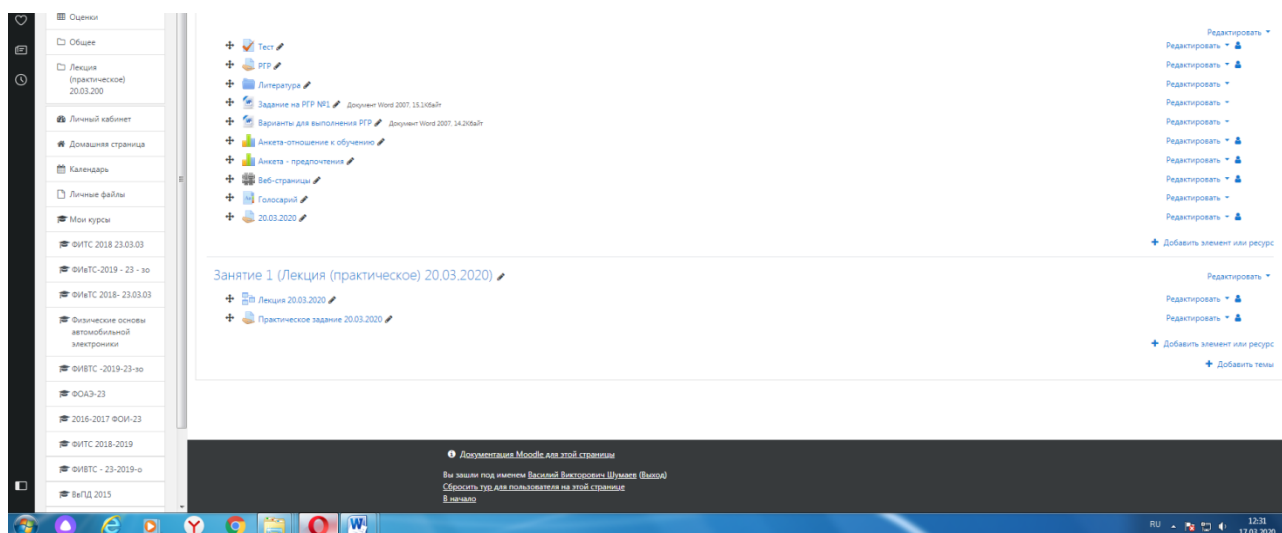 Оценки
Общее
Лекция
(практическое)
20.03.200
Личный кабинет
Домашняя страница
Календарь
Личные файлы
Мои курсы
ФИТС 2018 23.03.03
ФИвТС-2019 - 23 - зо
ФИвТС 2018- 23.03.03
Физические основы
автомобильной
электроники
ФИВТС -2019-23-зо
ФОАЭ-23
2016-2017 ФОИ-23
ФИТС 2018-2019
ФИВТС - 23-2019-о
ВвПД 2015
Редактировать
Тест Редактировать
РГР Редактировать
Литература Редактировать
Задание на РГР №1 Документ Word 2007, 15.1Кбайт Редактировать
Варианты для выполнения РГР Документ Word 2007, 14.2Кбайт Редактировать
Анкета-отношение к обучению Редактировать
Анкета - предпочтения Редактировать
Веб-страницы Редактировать
Голосарий Редактировать
20.03.2020 Редактировать
Добавить элемент или ресурс
Занятие 1 (Лекция (практическое) 20,03,2020) Редактировать
Лекция 20.03.2020 Редактировать
Практическое задание 20.03.2020 Редактировать
Добавить элемент или ресурс
Добавить темы
Документация Moodle для этой страницы
Вы зашли под именем Василий Викторович Шумаев (Выход)
Сбросить тур для пользователя на этой странице
В начало
RU 12:31
17.03.2020